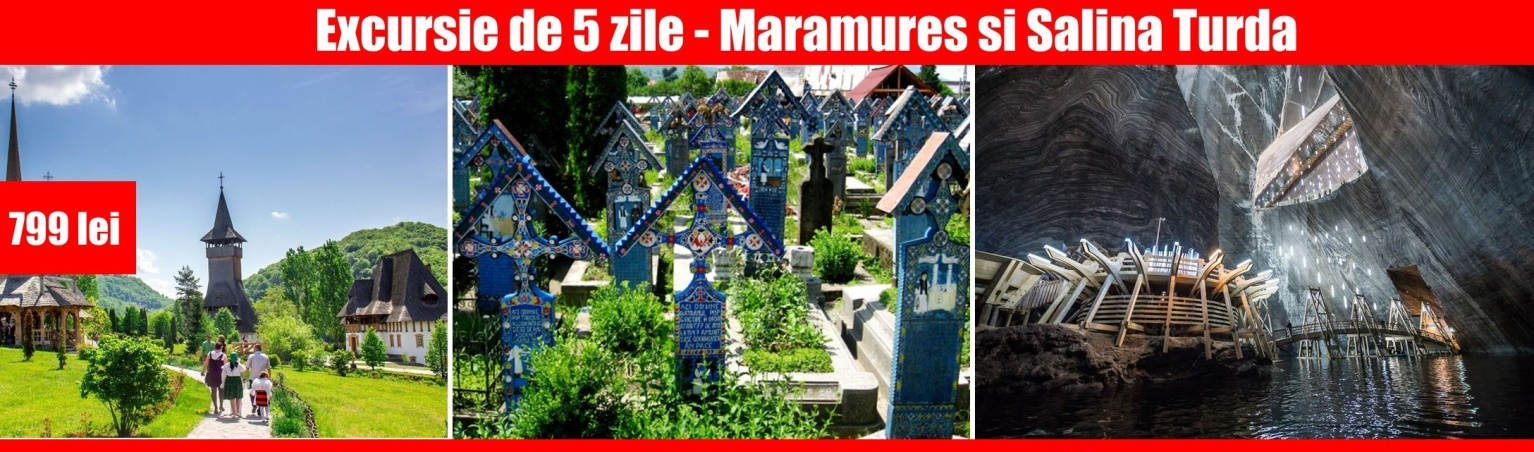 Excursie de 5 zile - Maramures si Salina Turda
799 lei